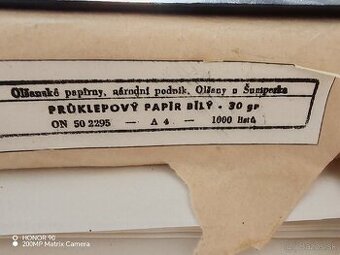 Olšanské papírny, národní podnik, Olšany u Šumperka
PRŮKLEPOVÝ PAPÍR BÍLÝ - 30 gr
ON 50 2295 — A 4 — 1000 listů
HONOR 90
200MP Matrix Camera